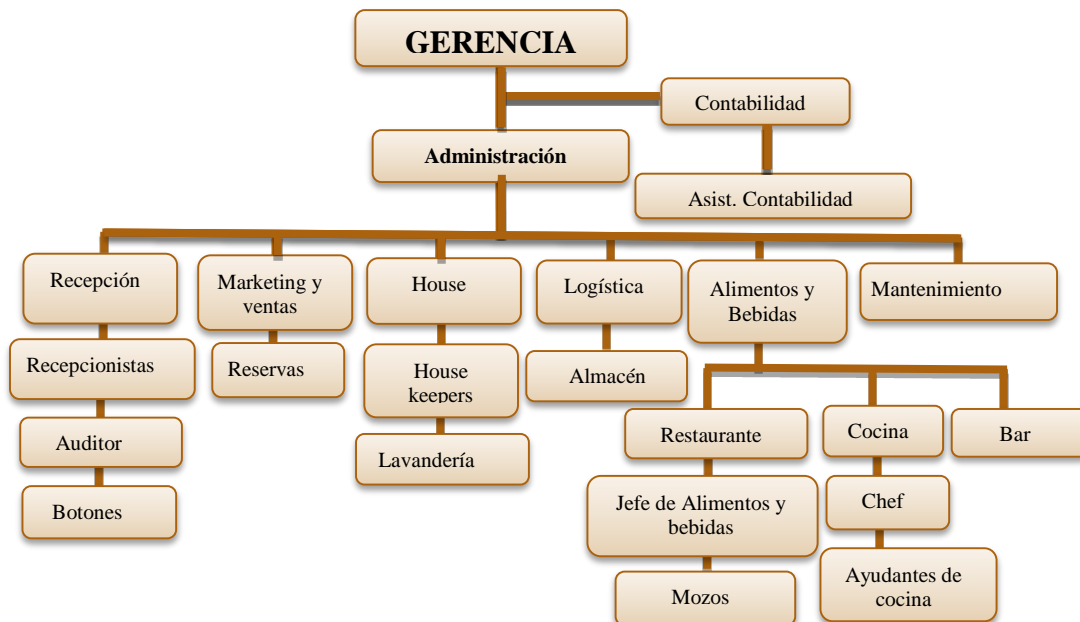 GERENCIA
Contabilidad
Administración
Asist. Contabilidad
Recepción
Marketing y
ventas
House
Logística
Alimentos y
Bebidas
Mantenimiento
Recepcionistas
Reservas
House
keepers
Almacén
Auditor
Lavandería
Restaurante
Cocina
Bar
Botones
Jefe de Alimentos y
bebidas
Chef
Mozos
Ayudantes de
cocina